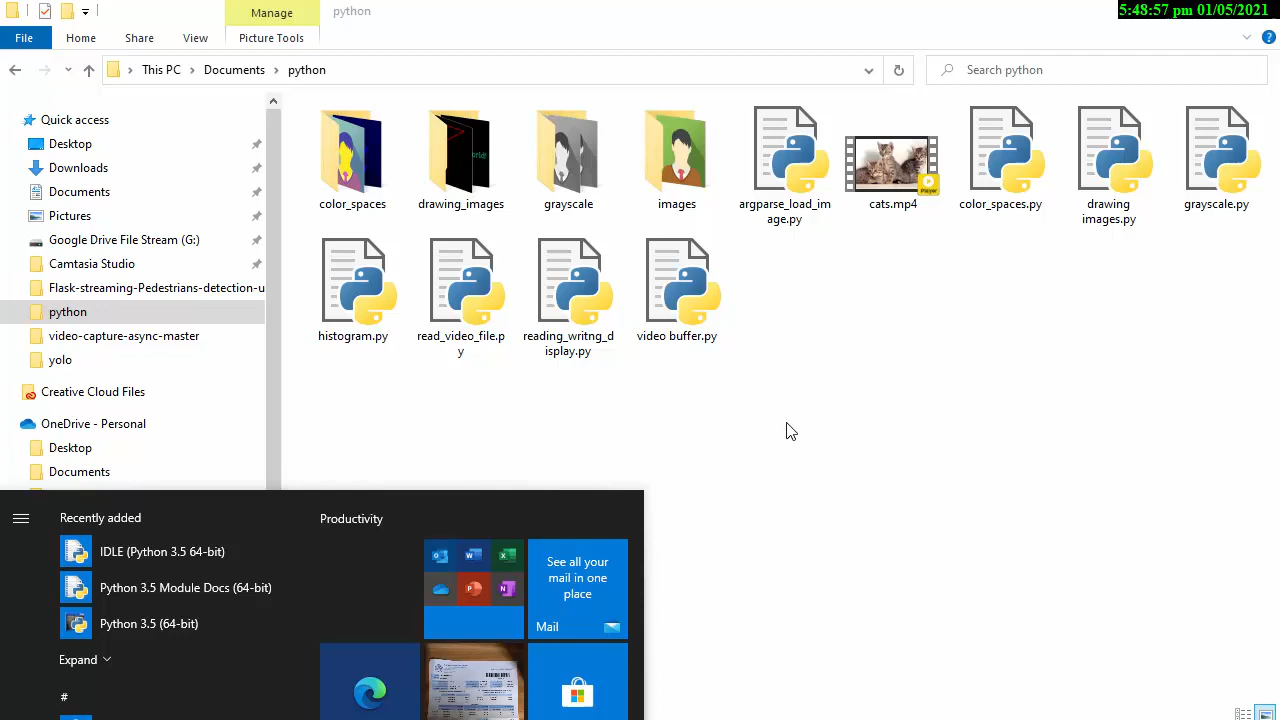 Manage
python
5:48:57 pm 01/05/2021
File
Home
Share
View
Picture Tools
This PC
Documents
python
Search python
Quick access
Desktop
Downloads
Documents
Pictures
Google Drive File Stream (G:)
Camtasia Studio
Flask-streaming-Pedestrians-detection-u
python
video-capture-async-master
yolo
Creative Cloud Files
OneDrive - Personal
Desktop
Documents
color_spaces
drawing_images
grayscale
images
argparse_load_im
age.py
cats.mp4
color_spaces.py
drawing
images.py
grayscale.py
histogram.py
read_video_file.p
y
reading_writng_d
isplay.py
video buffer.py
Recently added
IDLE (Python 3.5 64-bit)
Python 3.5 Module Docs (64-bit)
Python 3.5 (64-bit)
Expand
#
Productivity
See all your
mail in one
place
Mail